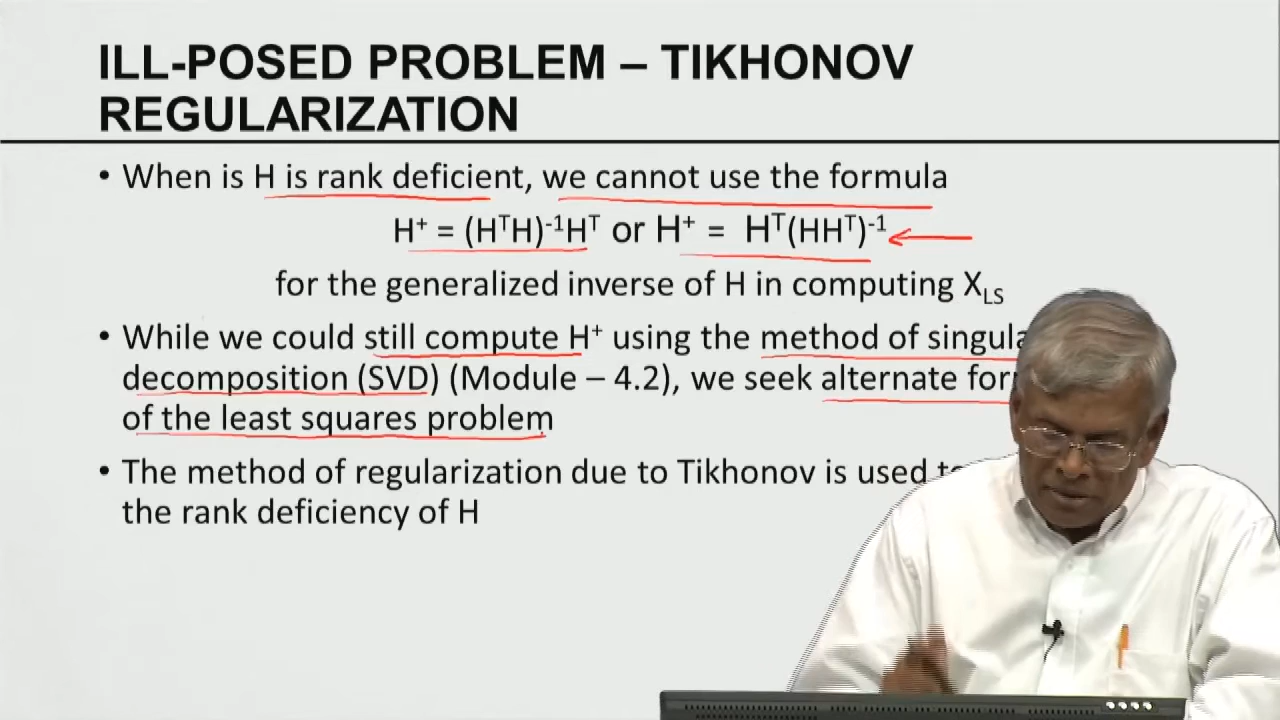 ILL-POSED PROBLEM – TIKHONOV
REGULARIZATION
• When is H is rank deficient, we cannot use the formula
H⁺ = (HᵀH)⁻¹Hᵀ or H⁺ = Hᵀ(HHᵀ)⁻¹
for the generalized inverse of H in computing X_LS
• While we could still compute H⁺ using the method of
decomposition (SVD) (Module – 4.2), we seek alternate
of the least squares problem
• The method of regularization due to Tikhonov is used
the rank deficiency of H